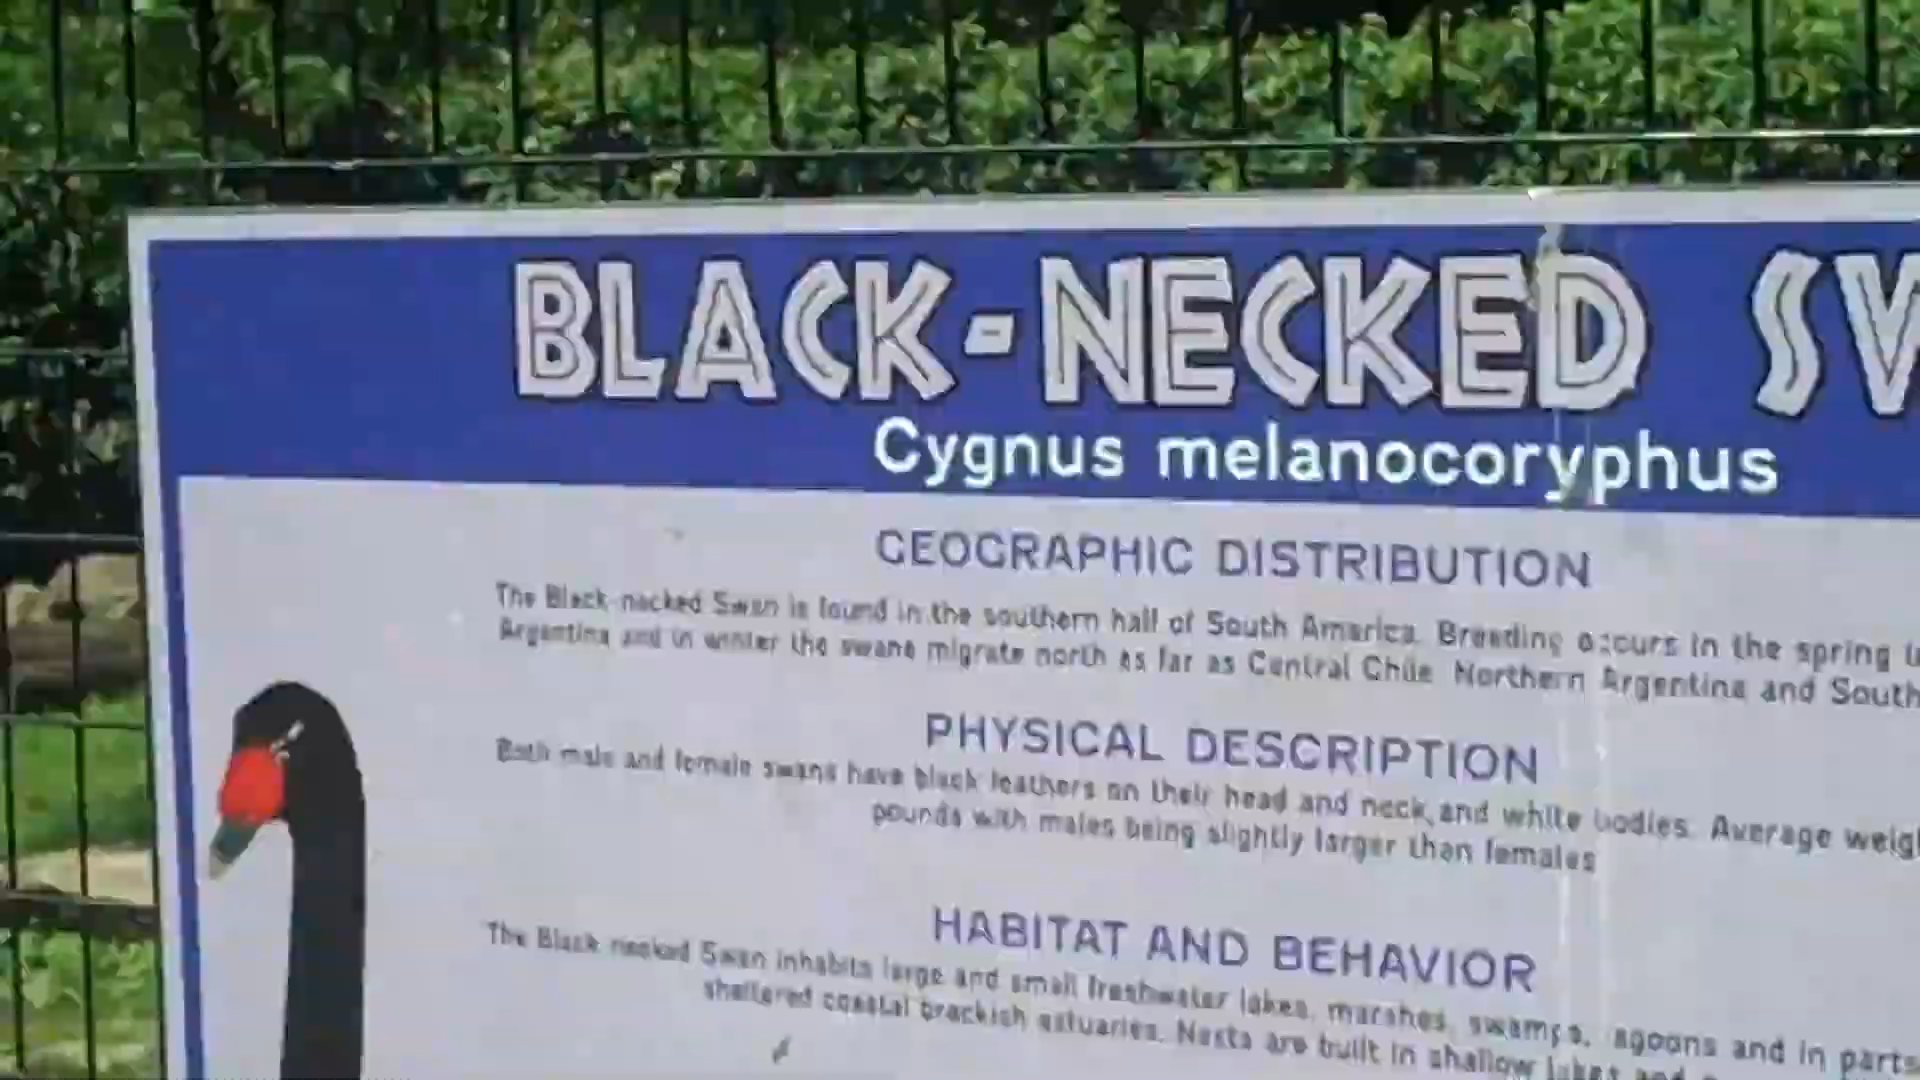 BLACK-NECKED SW
Cygnus melanocoryphus
GEOGRAPHIC DISTRIBUTION
The Black-necked Swan is found in the southern half of South America. Breeding occurs in the spring
Argentina and in winter the swans migrate north as far as Central Chile Northern Argentina and South
PHYSICAL DESCRIPTION
Both male and female swans have black feathers on their head and neck, and white bodies. Average weigh
pounds with males being slightly larger than females
HABITAT AND BEHAVIOR
The Black necked Swan inhabits large and small freshwater lakes, marshes, swamps, lagoons and in parts
sheltered coastal brackish estuaries. Nests are built in shallow lakes and